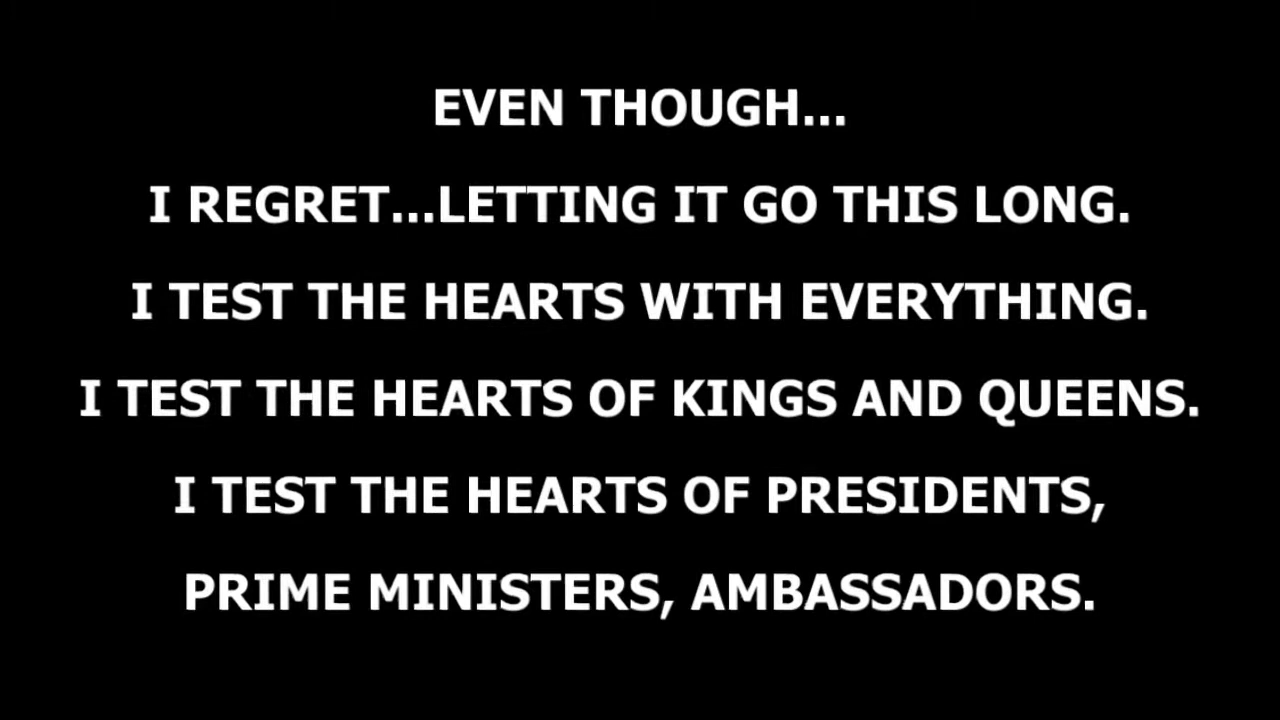 EVEN THOUGH...
I REGRET...LETTING IT GO THIS LONG.
I TEST THE HEARTS WITH EVERYTHING.
I TEST THE HEARTS OF KINGS AND QUEENS.
I TEST THE HEARTS OF PRESIDENTS,
PRIME MINISTERS, AMBASSADORS.